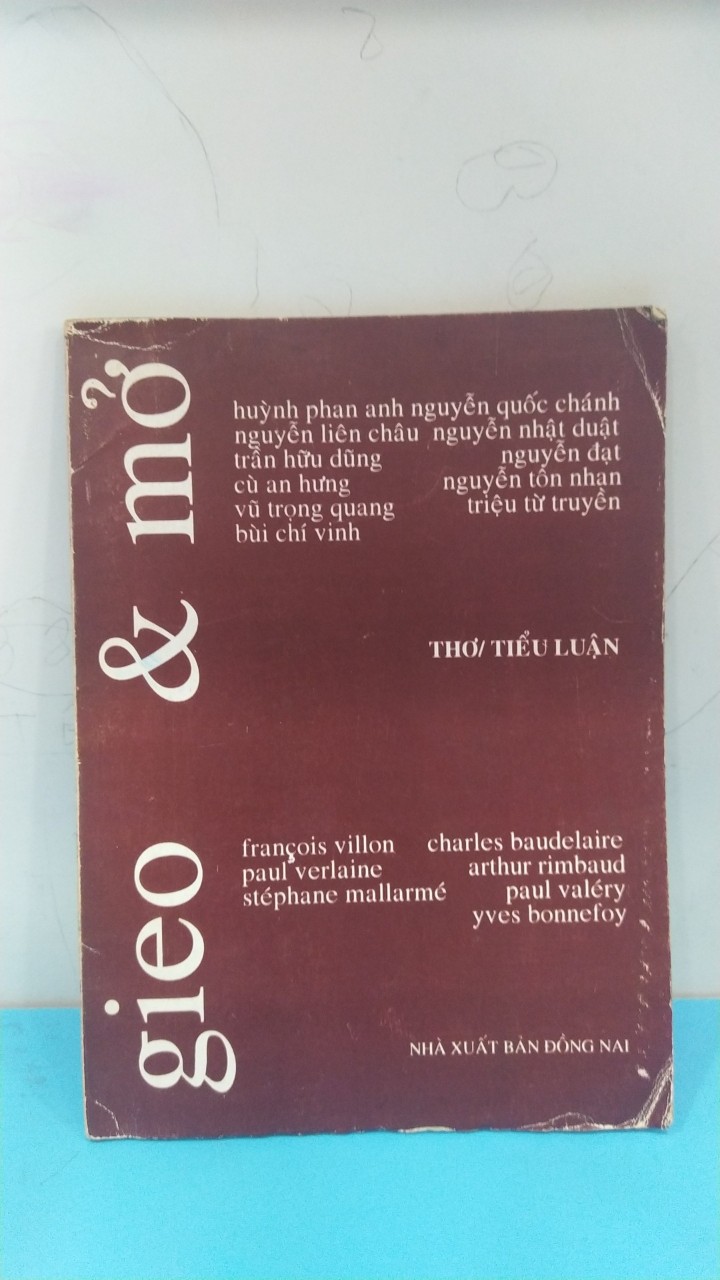 gieo & mở
huỳnh phan anh nguyễn quốc chánh
nguyễn liên châu nguyễn nhật duật
trần hữu dũng nguyễn đạt
cù an hưng nguyễn tôn nhan
vũ trọng quang triệu từ truyền
bùi chí vinh
THƠ/ TIỂU LUẬN
françois villon charles baudelaire
paul verlaine arthur rimbaud
stéphane mallarmé paul valéry
yves bonnefoy
NHÀ XUẤT BẢN ĐỒNG NAI